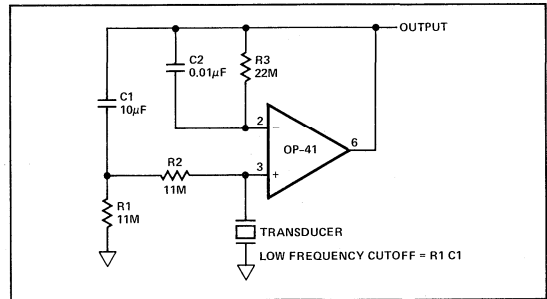 OUTPUT
C2
0.01µF
R3
22M
C1
10µF
2
−
OP-41
6
R2
11M
3
+
R1
11M
TRANSDUCER
LOW FREQUENCY CUTOFF = R1 C1